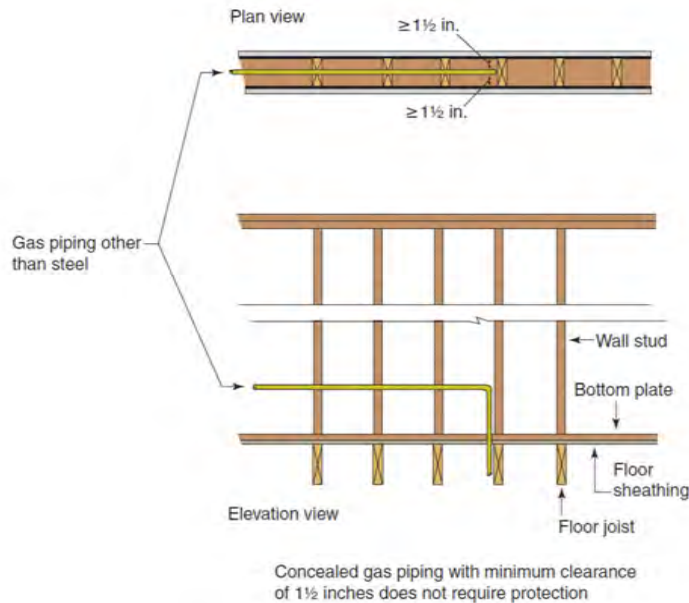 Plan view
≥1½ in.
≥1½ in.
Gas piping other
than steel
Wall stud
Bottom plate
Floor
sheathing
Elevation view
Floor joist
Concealed gas piping with minimum clearance
of 1½ inches does not require protection